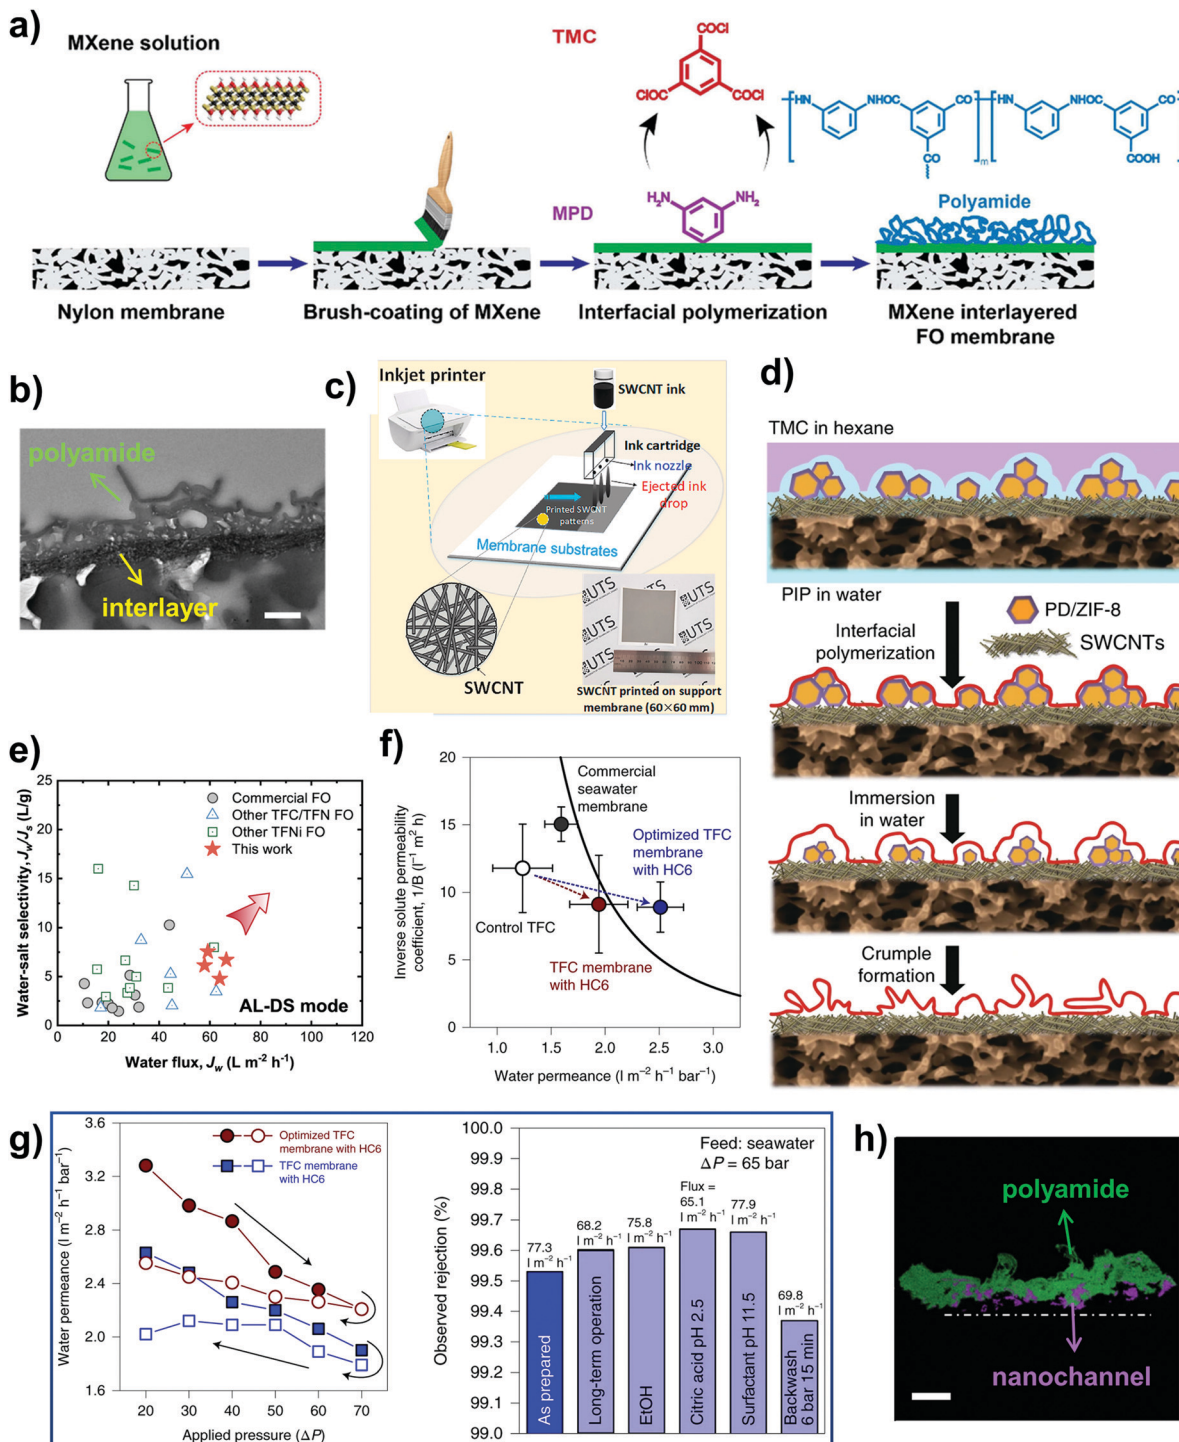 a)
MXene solution
TMC
COCl
ClOC
COCl
HN
NHOC
CO
HN
NHOC
CO
CO
m
COOH
MPD
H₂N
NH₂
Polyamide
Nylon membrane
Brush-coating of MXene
Interfacial polymerization
MXene interlayered
FO membrane
b)
polyamide
interlayer
c)
Inkjet printer
SWCNT ink
Ink cartridge
Ink nozzle
Ejected ink
drop
Printed SWCNT
patterns
Membrane substrates
SWCNT
UTS
SWCNT printed on support
membrane (60×60 mm)
d)
TMC in hexane
PIP in water
PD/ZIF-8
SWCNTs
Interfacial
polymerization
Immersion
in water
Crumple
formation
e)
Water-salt selectivity, Jw/Js (L/g)
25
20
15
10
5
0
Commercial FO
Other TFC/TFN FO
Other TFNi FO
This work
AL-DS mode
0 20 40 60 80 100 120
Water flux, Jw (L m⁻² h⁻¹)
f)
Inverse solute permeability
coefficient, 1/B (l⁻¹ m² h)
20
15
10
5
0
Commercial
seawater
membrane
Optimized TFC
membrane
with HC6
Control TFC
TFC membrane
with HC6
1.0 1.5 2.0 2.5 3.0
Water permeance (l m⁻² h⁻¹ bar⁻¹)
g)
Water permeance (l m⁻² h⁻¹ bar⁻¹)
3.6
3.2
2.8
2.4
2.0
1.6
Optimized TFC
membrane with HC6
TFC membrane
with HC6
20 30 40 50 60 70
Applied pressure (ΔP)
Observed rejection (%)
100.0
99.9
99.8
99.7
99.6
99.5
99.4
99.3
99.2
99.1
99.0
Feed: seawater
ΔP = 65 bar
77.3
l m⁻² h⁻¹
68.2
l m⁻² h⁻¹
75.8
l m⁻² h⁻¹
Flux =
65.1
l m⁻² h⁻¹
77.9
l m⁻² h⁻¹
69.8
l m⁻² h⁻¹
As prepared
Long-term operation
EtOH
Citric acid pH 2.5
Surfactant pH 11.5
Backwash
6 bar 15 min
h)
polyamide
nanochannel